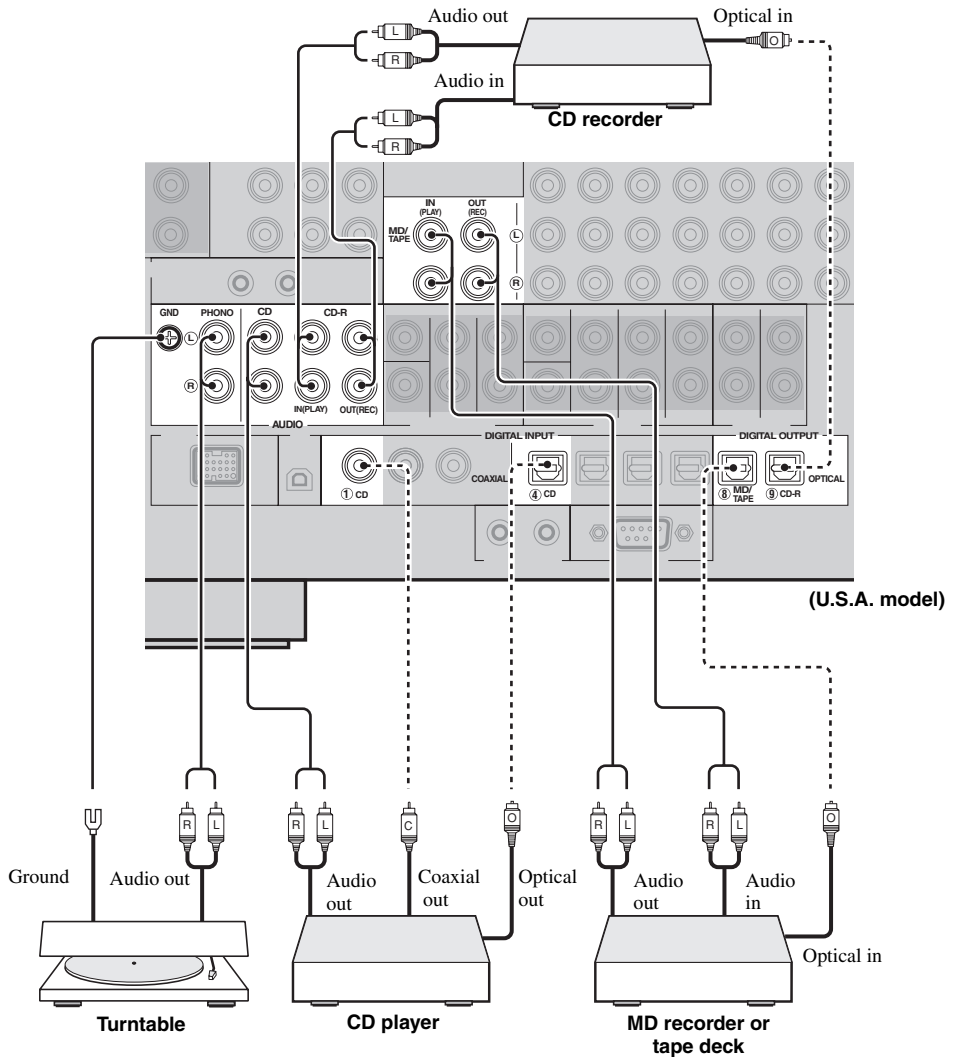 Audio out
Optical in
L
R
O
Audio in
L
R
CD recorder
IN
(PLAY)
OUT
(REC)
MD/
TAPE
L
R
GND
PHONO
CD
CD-R
L
R
IN(PLAY)
OUT(REC)
AUDIO
DIGITAL INPUT
DIGITAL OUTPUT
COAXIAL
OPTICAL
① CD
④ CD
⑧ MD/
TAPE
⑨ CD-R
(U.S.A. model)
R L
R L
C
O
R L
R L
O
Ground
Audio out
Audio
out
Coaxial
out
Optical
out
Audio
out
Audio
in
Optical in
Turntable
CD player
MD recorder or
tape deck